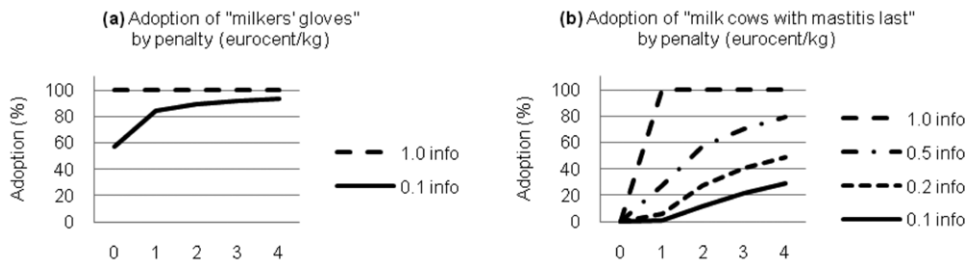 (a) Adoption of "milkers' gloves"
by penalty (eurocent/kg)
Adoption (%)
100
80
60
40
20
0
0 1 2 3 4
1.0 info
0.1 info
(b) Adoption of "milk cows with mastitis last"
by penalty (eurocent/kg)
Adoption (%)
100
80
60
40
20
0
0 1 2 3 4
1.0 info
0.5 info
0.2 info
0.1 info